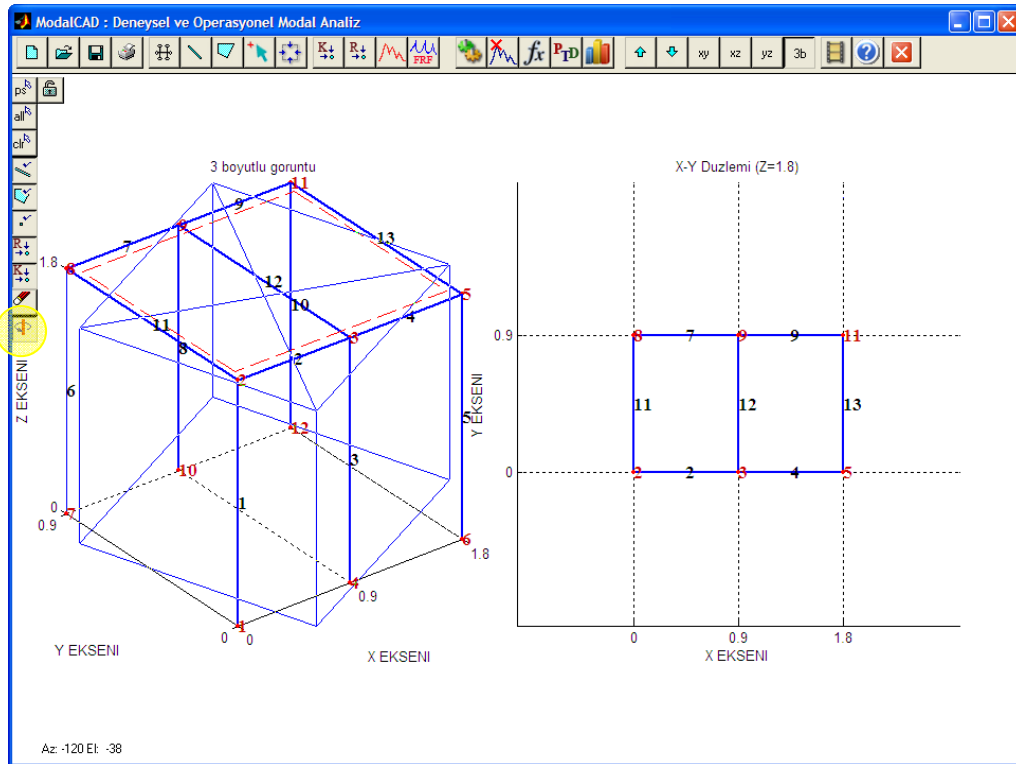 ModalCAD : Deneysel ve Operasyonel Modal Analiz
K R FRF fx PTD xy xz yz 3b ?
ps
all
clr
R
K
3 boyutlu goruntu
11
9
9
7
13
1.8 8
12
5
10
4
11
3
8
2
2
6
5
Z EKSENI
12
3
10
1
0
7
0.9
6
1.8
4
0.9
1
0 0
Y EKSENI
X EKSENI
X-Y Duzlemi (Z=1.8)
0.9 8 7 9 9 11
Y EKSENI
11 12 13
0 2 2 3 4 5
0 0.9 1.8
X EKSENI
Az: -120 El: -38